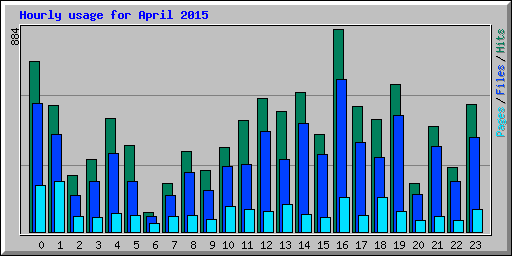 Hourly usage for April 2015
884
Pages/Files/Hits
0 1 2 3 4 5 6 7 8 9 10 11 12 13 14 15 16 17 18 19 20 21 22 23